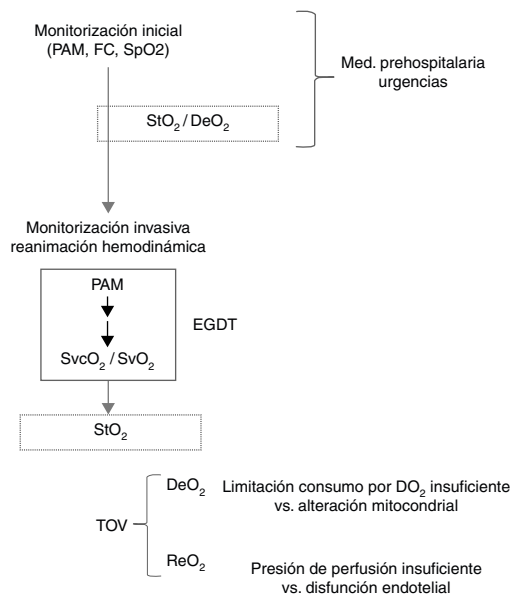 Monitorización inicial
(PAM, FC, SpO2)
Med. prehospitalaria
urgencias
StO₂ / DeO₂
Monitorización invasiva
reanimación hemodinámica
PAM
EGDT
SvcO₂ / SvO₂
StO₂
TOV
DeO₂ Limitación consumo por DO₂ insuficiente
vs. alteración mitocondrial
ReO₂ Presión de perfusión insuficiente
vs. disfunción endotelial